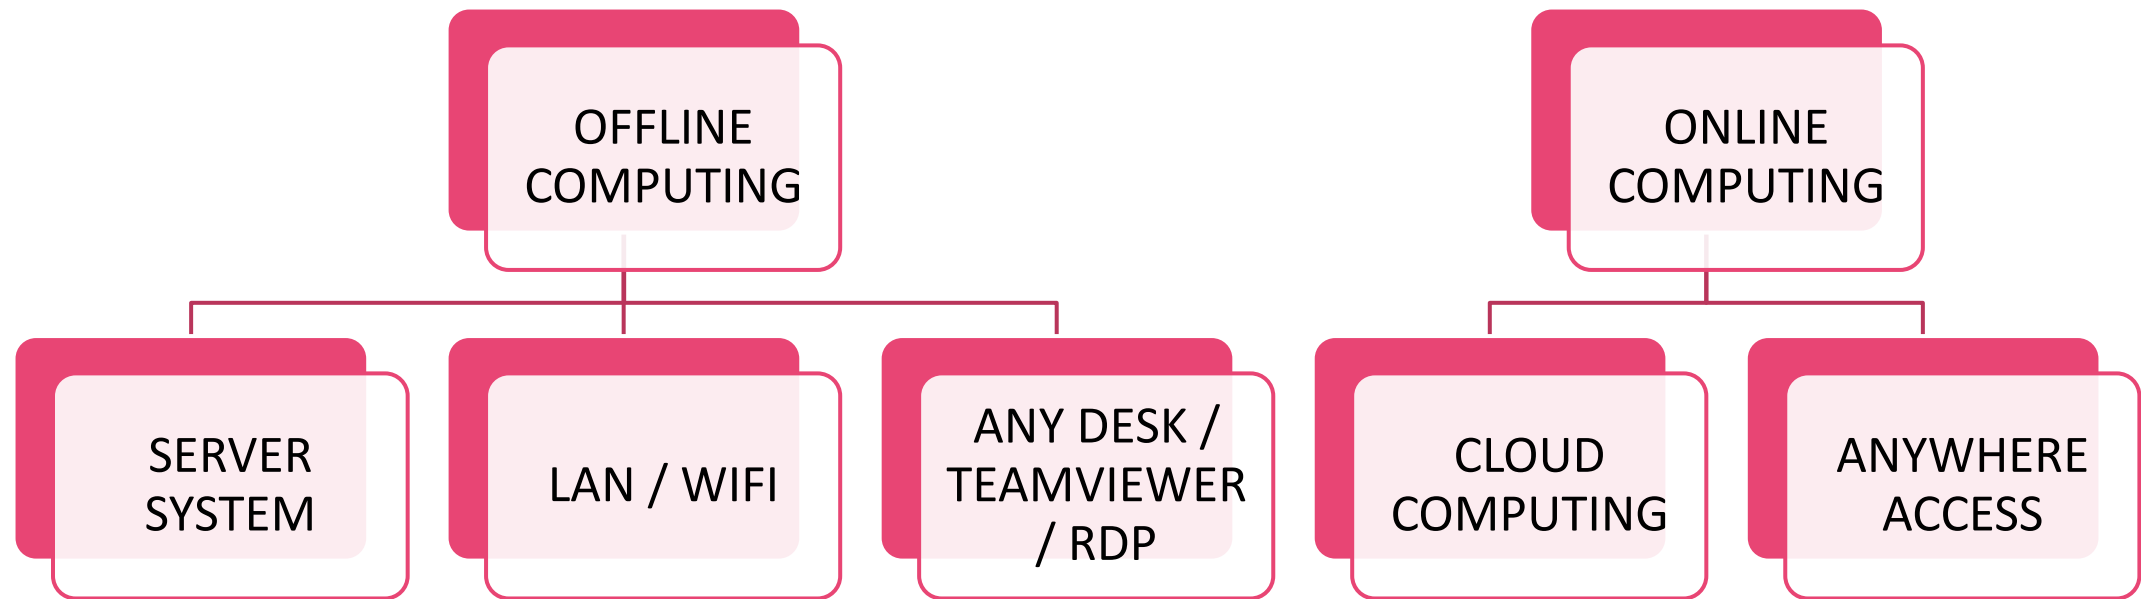 OFFLINE
COMPUTING
ONLINE
COMPUTING
SERVER
SYSTEM
LAN / WIFI
ANY DESK /
TEAMVIEWER
/ RDP
CLOUD
COMPUTING
ANYWHERE
ACCESS